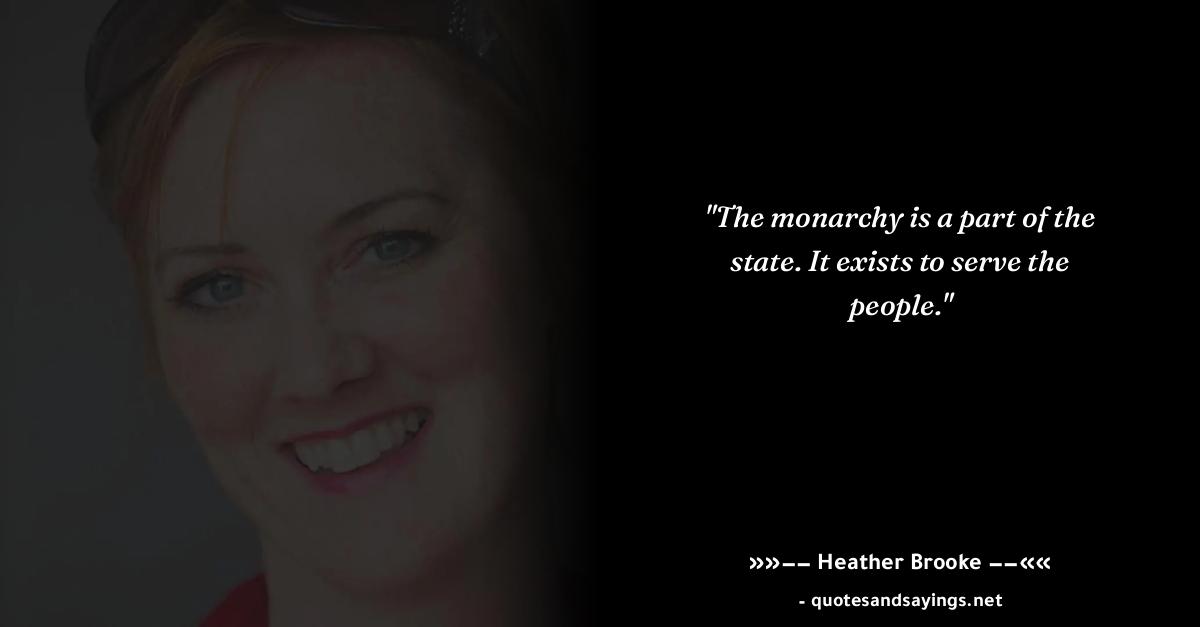 "The monarchy is a part of the
state. It exists to serve the
people."
»»−− Heather Brooke −−««
- quotesandsayings.net